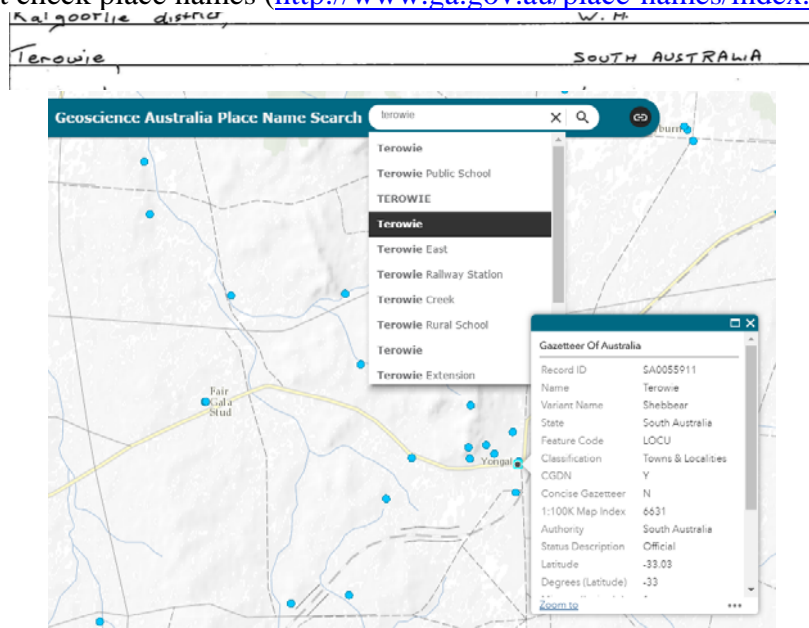 t check place names (http://www.ga.gov.au/place-names/index.
Kalgoorlie district, W. A.
Terowie, SOUTH AUSTRALIA
Geoscience Australia Place Name Search terowie
burn
Terowie
Terowie Public School
TEROWIE
Terowie
Terowie East
Terowie Railway Station
Terowie Creek
Terowie Rural School
Terowie
Terowie Extension
Fair
Gala
Stud
Yongal
Gazetteer Of Australia
Record ID SA0055911
Name Terowie
Variant Name Shebbear
State South Australia
Feature Code LOCU
Classification Towns & Localities
CGDN Y
Concise Gazetteer N
1:100K Map Index 6631
Authority South Australia
Status Description Official
Latitude -33.03
Degrees (Latitude) -33
Zoom to